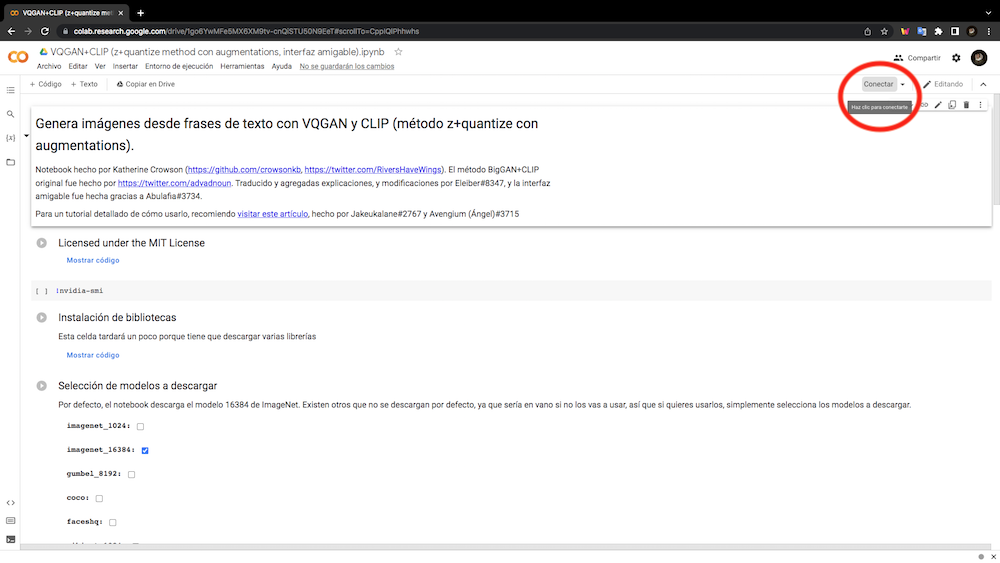 VQGAN+CLIP (z+quantize me
colab.research.google.com/drive/1go6YwMFe5MX6XM9tv-cnQiSTU50N9EeT#scrollTo=CppIQlPhhwhs
VQGAN+CLIP (z+quantize method con augmentations, interfaz amigable).ipynb
Archivo Editar Ver Insertar Entorno de ejecución Herramientas Ayuda No se guardarán los cambios
Compartir
+ Código + Texto Copiar en Drive
Conectar
Editando
Haz clic para conectarte
Genera imágenes desde frases de texto con VQGAN y CLIP (método z+quantize con
augmentations).
Notebook hecho por Katherine Crowson (https://github.com/crowsonkb, https://twitter.com/RiversHaveWings). El método BigGAN+CLIP
original fue hecho por https://twitter.com/advadnoun. Traducido y agregadas explicaciones, y modificaciones por Eleiber#8347, y la interfaz
amigable fue hecha gracias a Abulafia#3734.
Para un tutorial detallado de cómo usarlo, recomiendo visitar este artículo, hecho por Jakeukalane#2767 y Avengium (Ángel)#3715
Licensed under the MIT License
Mostrar código
[ ] !nvidia-smi
Instalación de bibliotecas
Esta celda tardará un poco porque tiene que descargar varias librerías
Mostrar código
Selección de modelos a descargar
Por defecto, el notebook descarga el modelo 16384 de ImageNet. Existen otros que no se descargan por defecto, ya que sería en vano si no los vas a usar, así que si quieres usarlos, simplemente selecciona los modelos a descargar.
imagenet_1024:
imagenet_16384:
gumbel_8192:
coco:
faceshq: